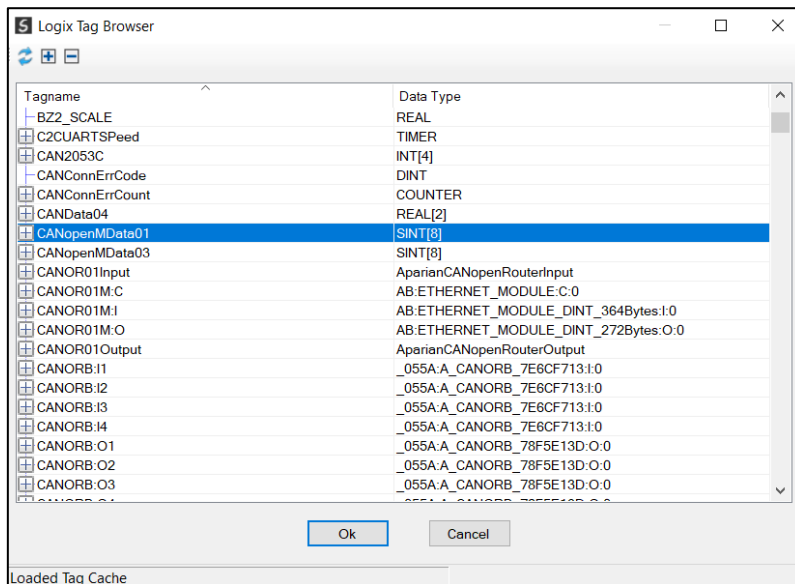 Logix Tag Browser
Tagname Data Type
BZ2_SCALE REAL
C2CUARTSPeed TIMER
CAN2053C INT[4]
CANConnErrCode DINT
CANConnErrCount COUNTER
CANData04 REAL[2]
CANopenMData01 SINT[8]
CANopenMData03 SINT[8]
CANOR01Input AparianCANopenRouterInput
CANOR01M:C AB:ETHERNET_MODULE:C:0
CANOR01M:I AB:ETHERNET_MODULE_DINT_364Bytes:I:0
CANOR01M:O AB:ETHERNET_MODULE_DINT_272Bytes:O:0
CANOR01Output AparianCANopenRouterOutput
CANORB:I1 _055A:A_CANORB_7E6CF713:I:0
CANORB:I2 _055A:A_CANORB_7E6CF713:I:0
CANORB:I3 _055A:A_CANORB_7E6CF713:I:0
CANORB:I4 _055A:A_CANORB_7E6CF713:I:0
CANORB:O1 _055A:A_CANORB_78F5E13D:O:0
CANORB:O2 _055A:A_CANORB_78F5E13D:O:0
CANORB:O3 _055A:A_CANORB_78F5E13D:O:0
Ok Cancel
Loaded Tag Cache